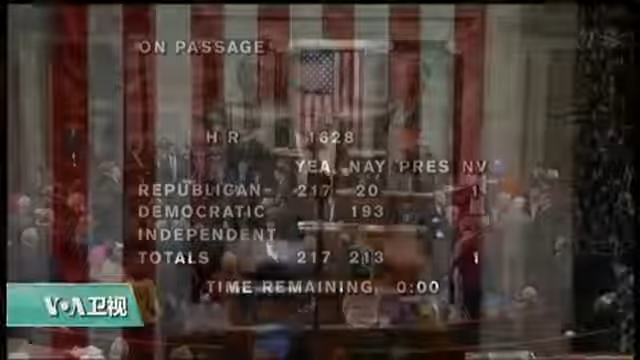 ON PASSAGE
H R 1628
YEA NAY PRES NV
REPUBLICAN 217 20 1
DEMOCRATIC 193
INDEPENDENT
TOTALS 217 213 1
TIME REMAINING 0:00
VOA卫视